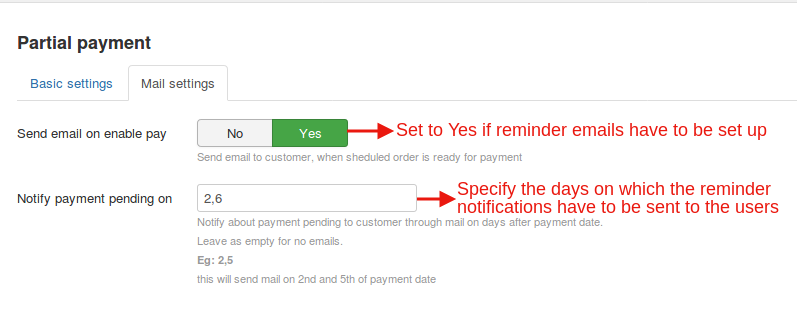 Partial payment
Basic settings
Mail settings
Send email on enable pay
No
Yes
Set to Yes if reminder emails have to be set up
Send email to customer, when sheduled order is ready for payment
Notify payment pending on
2,6
Specify the days on which the reminder
notifications have to be sent to the users
Notify about payment pending to customer through mail on days after payment date.
Leave as empty for no emails.
Eg: 2,5
this will send mail on 2nd and 5th of payment date